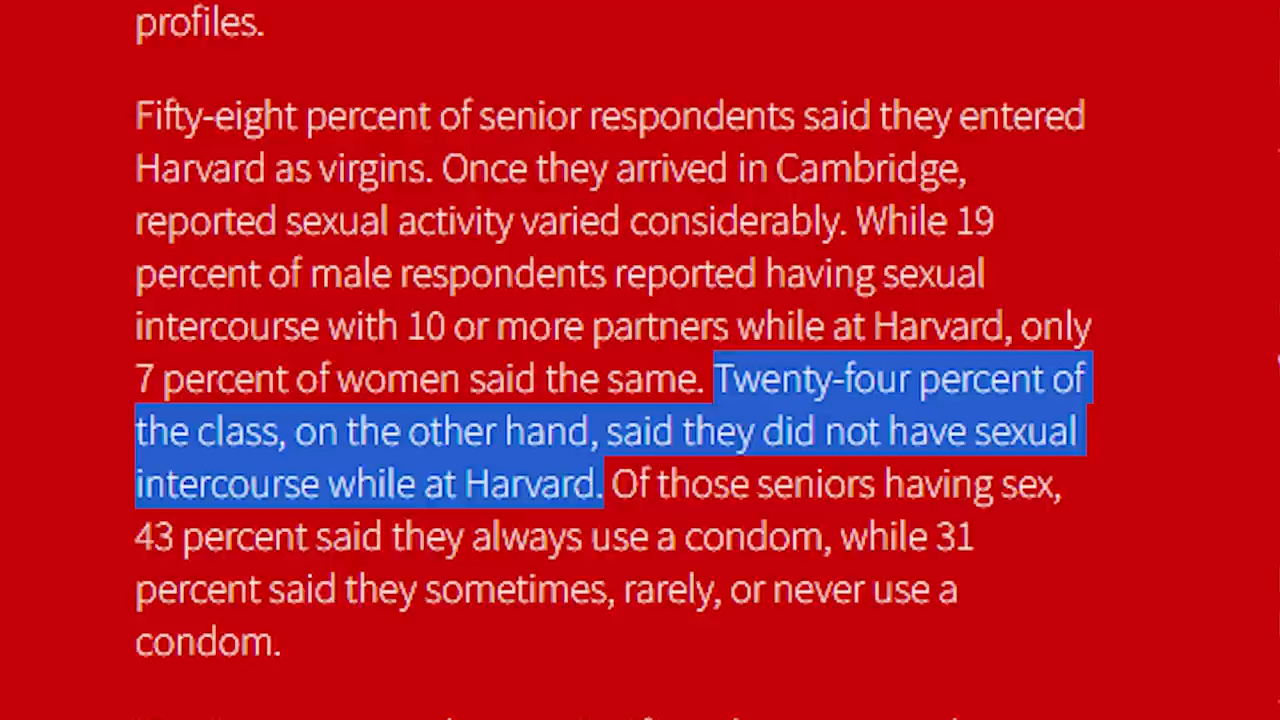 profiles.
Fifty-eight percent of senior respondents said they entered
Harvard as virgins. Once they arrived in Cambridge,
reported sexual activity varied considerably. While 19
percent of male respondents reported having sexual
intercourse with 10 or more partners while at Harvard, only
7 percent of women said the same. Twenty-four percent of
the class, on the other hand, said they did not have sexual
intercourse while at Harvard. Of those seniors having sex,
43 percent said they always use a condom, while 31
percent said they sometimes, rarely, or never use a
condom.